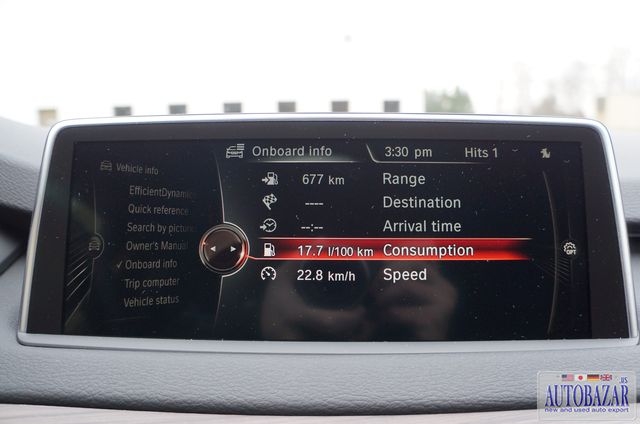 Onboard info 3:30 pm Hits 1
Vehicle info
EfficientDynamic
Quick reference
Search by picture
Owner's Manual
✓ Onboard info
Trip computer
Vehicle status
677 km Range
---- Destination
--:-- Arrival time
17.7 l/100 km Consumption
22.8 km/h Speed
OPT
AUTOBAZAR.US
new and used auto export